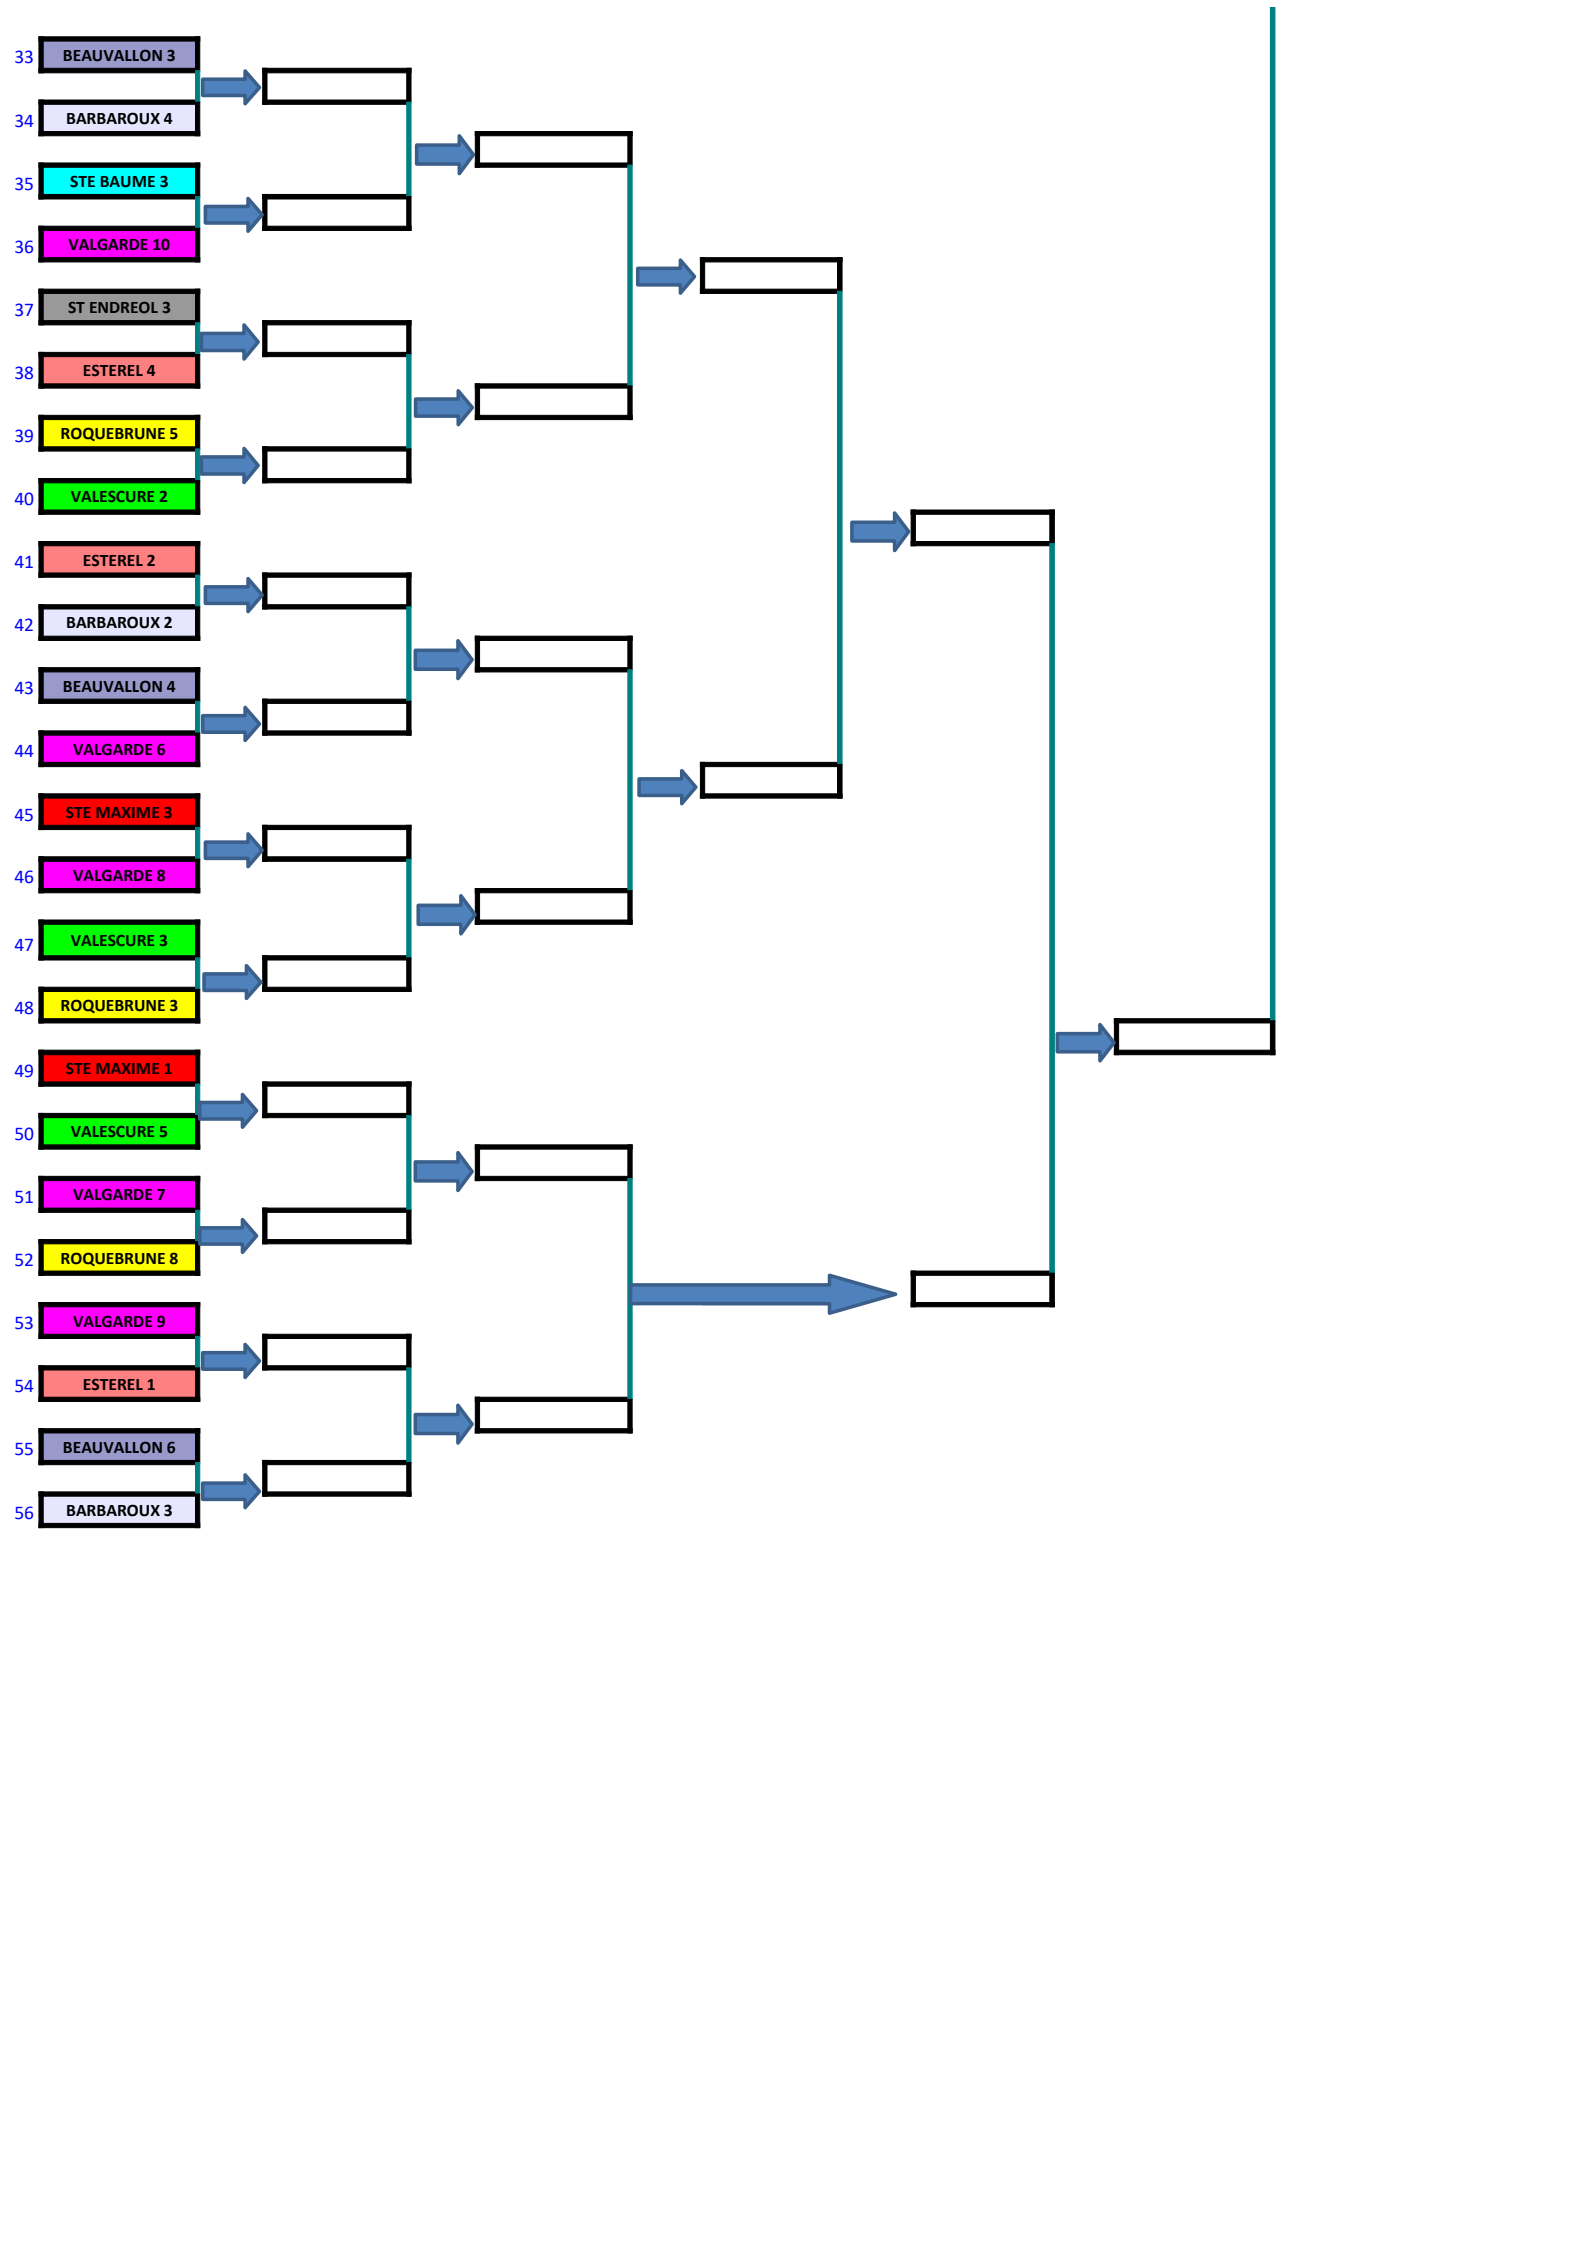 33 BEAUVALLON 3
34 BARBAROUX 4
35 STE BAUME 3
36 VALGARDE 10
37 ST ENDREOL 3
38 ESTEREL 4
39 ROQUEBRUNE 5
40 VALESCURE 2
41 ESTEREL 2
42 BARBAROUX 2
43 BEAUVALLON 4
44 VALGARDE 6
45 STE MAXIME 3
46 VALGARDE 8
47 VALESCURE 3
48 ROQUEBRUNE 3
49 STE MAXIME 1
50 VALESCURE 5
51 VALGARDE 7
52 ROQUEBRUNE 8
53 VALGARDE 9
54 ESTEREL 1
55 BEAUVALLON 6
56 BARBAROUX 3